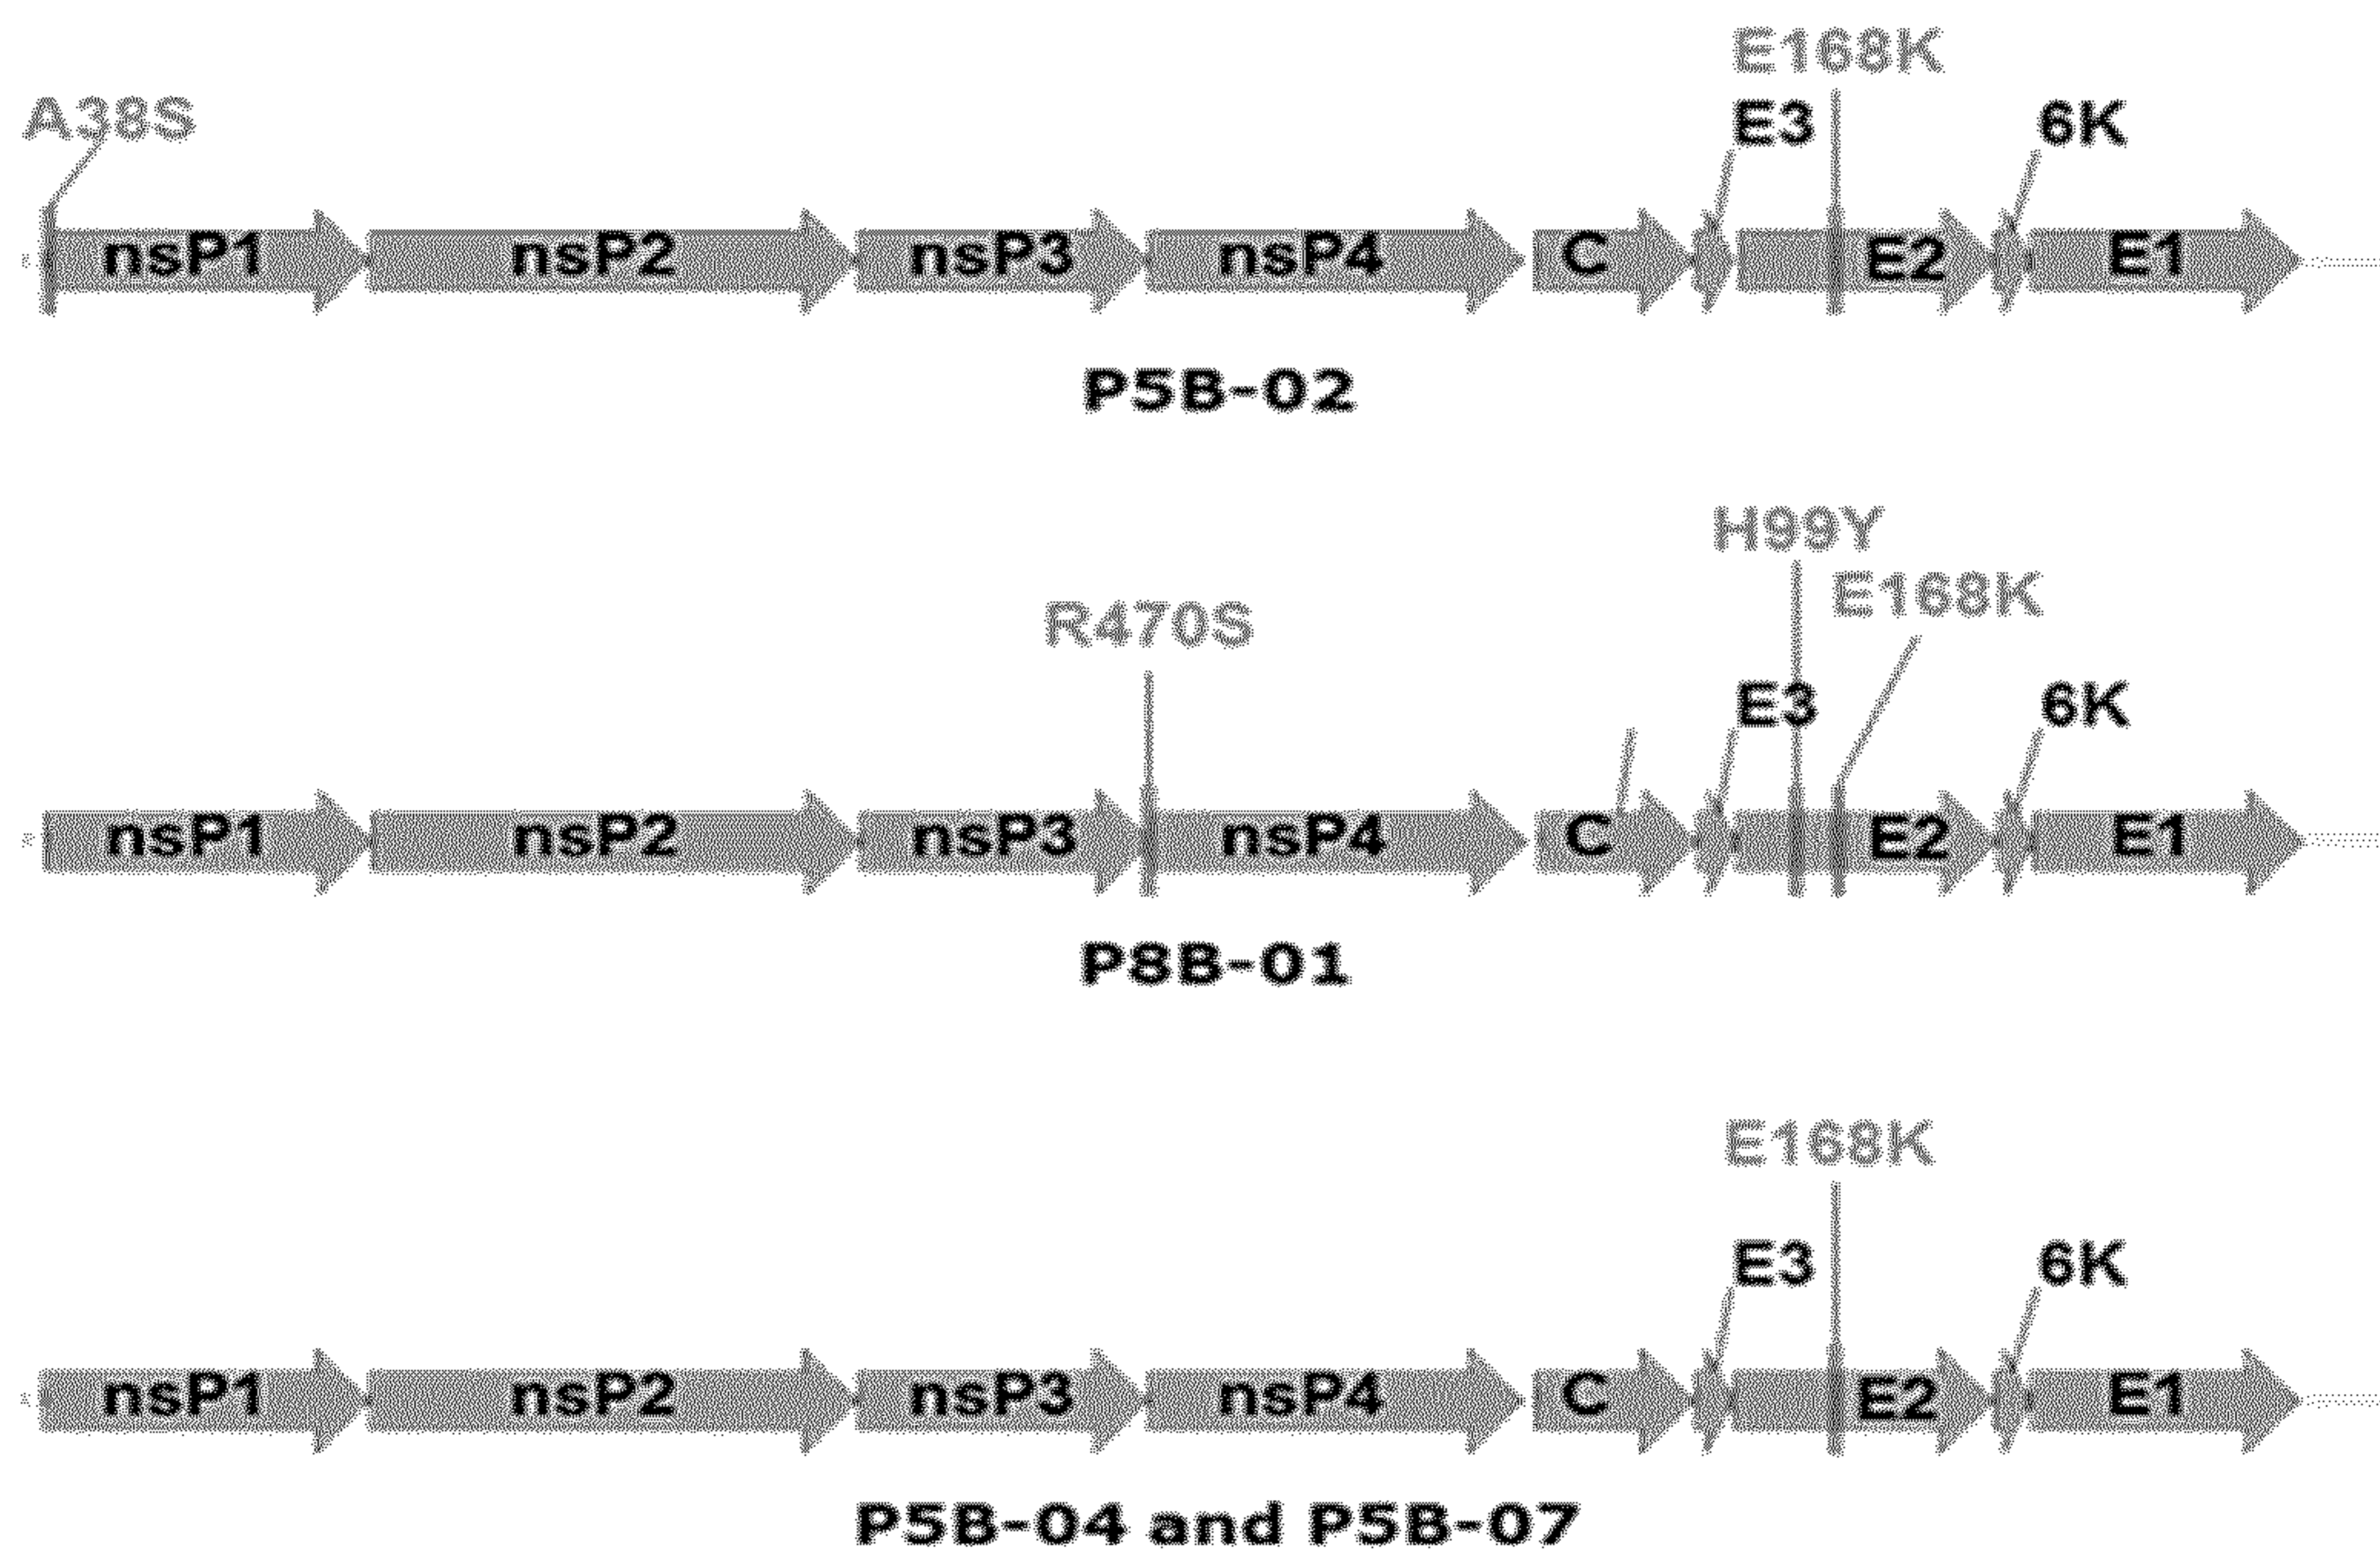 E168K
A38S
E3
6K
nsP1 nsP2 nsP3 nsP4 C E2 E1
P5B-02
H99Y
E168K
R470S
E3
6K
nsP1 nsP2 nsP3 nsP4 C E2 E1
P8B-01
E168K
E3
6K
nsP1 nsP2 nsP3 nsP4 C E2 E1
P5B-04 and P5B-07